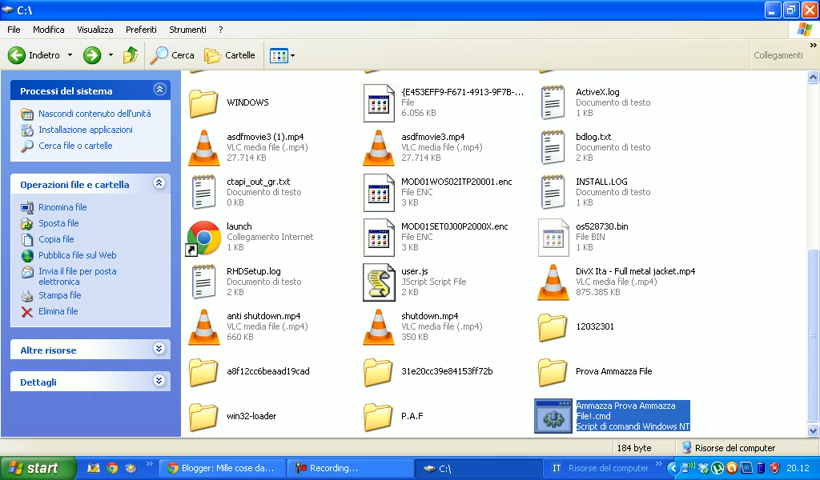 C:\
File Modifica Visualizza Preferiti Strumenti ?
Indietro Cerca Cartelle Collegamenti
Processi del sistema
Nascondi contenuto dell'unità
Installazione applicazioni
Cerca file o cartelle
Operazioni file e cartella
Rinomina file
Sposta file
Copia file
Pubblica file sul Web
Invia il file per posta
elettronica
Stampa file
Elimina file
Altre risorse
Dettagli
WINDOWS
{E453EFF9-F671-4913-9F7B-...
File
6.056 KB
ActiveX.log
Documento di testo
1 KB
asdfmovie3 (1).mp4
VLC media file (.mp4)
27.714 KB
asdfmovie3.mp4
VLC media file (.mp4)
27.714 KB
bdlog.txt
Documento di testo
2 KB
ctapi_out_gr.txt
Documento di testo
0 KB
MOD01WOS02ITP20001.enc
File ENC
3 KB
INSTALL.LOG
Documento di testo
1 KB
launch
Collegamento Internet
1 KB
MOD01SET0J00P2000X.enc
File ENC
3 KB
os528730.bin
File BIN
1 KB
RHDSetup.log
Documento di testo
2 KB
user.js
JScript Script File
2 KB
DivX Ita - Full metal jacket.mp4
VLC media file (.mp4)
875.385 KB
anti shutdown.mp4
VLC media file (.mp4)
660 KB
shutdown.mp4
VLC media file (.mp4)
350 KB
12032301
a8f12cc6beaad19cad
31e20cc39e84153ff72b
Prova Ammazza File
win32-loader
P.A.F
Ammazza Prova Ammazza
File!.cmd
Script di comandi Windows NT
184 byte Risorse del computer
start Blogger: Mille cose da... Recording... C:\ IT Risorse del computer 20.12